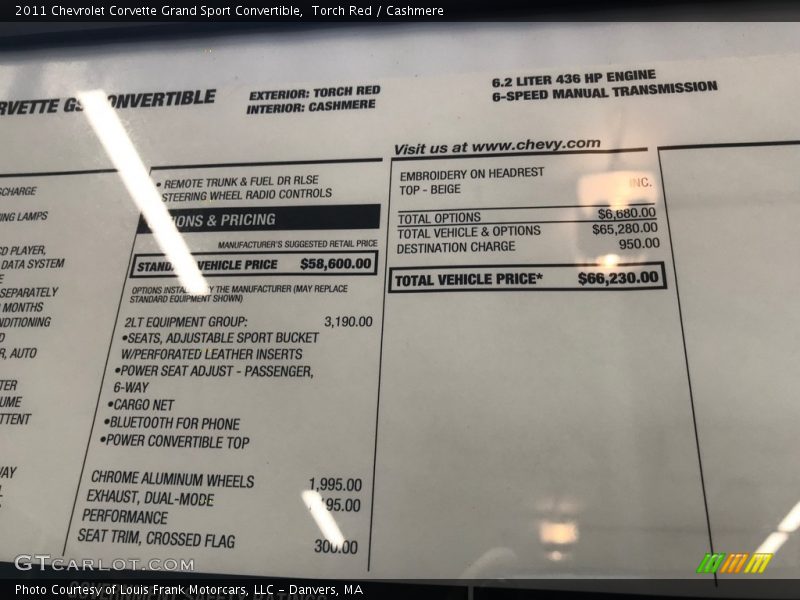 2011 Chevrolet Corvette Grand Sport Convertible, Torch Red / Cashmere
RVETTE GS CONVERTIBLE
EXTERIOR: TORCH RED
INTERIOR: CASHMERE
6.2 LITER 436 HP ENGINE
6-SPEED MANUAL TRANSMISSION
SCHARGE
ING LAMPS
CD PLAYER,
DATA SYSTEM
SEPARATELY
MONTHS
NDITIONING
R, AUTO
TER
UME
TTENT
WAY
• REMOTE TRUNK & FUEL DR RLSE
STEERING WHEEL RADIO CONTROLS
IONS & PRICING
MANUFACTURER'S SUGGESTED RETAIL PRICE
STANDARD VEHICLE PRICE $58,600.00
OPTIONS INSTALLED BY THE MANUFACTURER (MAY REPLACE
STANDARD EQUIPMENT SHOWN)
2LT EQUIPMENT GROUP: 3,190.00
•SEATS, ADJUSTABLE SPORT BUCKET
W/PERFORATED LEATHER INSERTS
•POWER SEAT ADJUST - PASSENGER,
6-WAY
•CARGO NET
•BLUETOOTH FOR PHONE
•POWER CONVERTIBLE TOP
CHROME ALUMINUM WHEELS 1,995.00
EXHAUST, DUAL-MODE 95.00
PERFORMANCE
SEAT TRIM, CROSSED FLAG 300.00
Visit us at www.chevy.com
EMBROIDERY ON HEADREST
TOP - BEIGE INC.
TOTAL OPTIONS $6,680.00
TOTAL VEHICLE & OPTIONS $65,280.00
DESTINATION CHARGE 950.00
TOTAL VEHICLE PRICE* $66,230.00
GTCARLOT.COM
Photo Courtesy of Louis Frank Motorcars, LLC – Danvers, MA